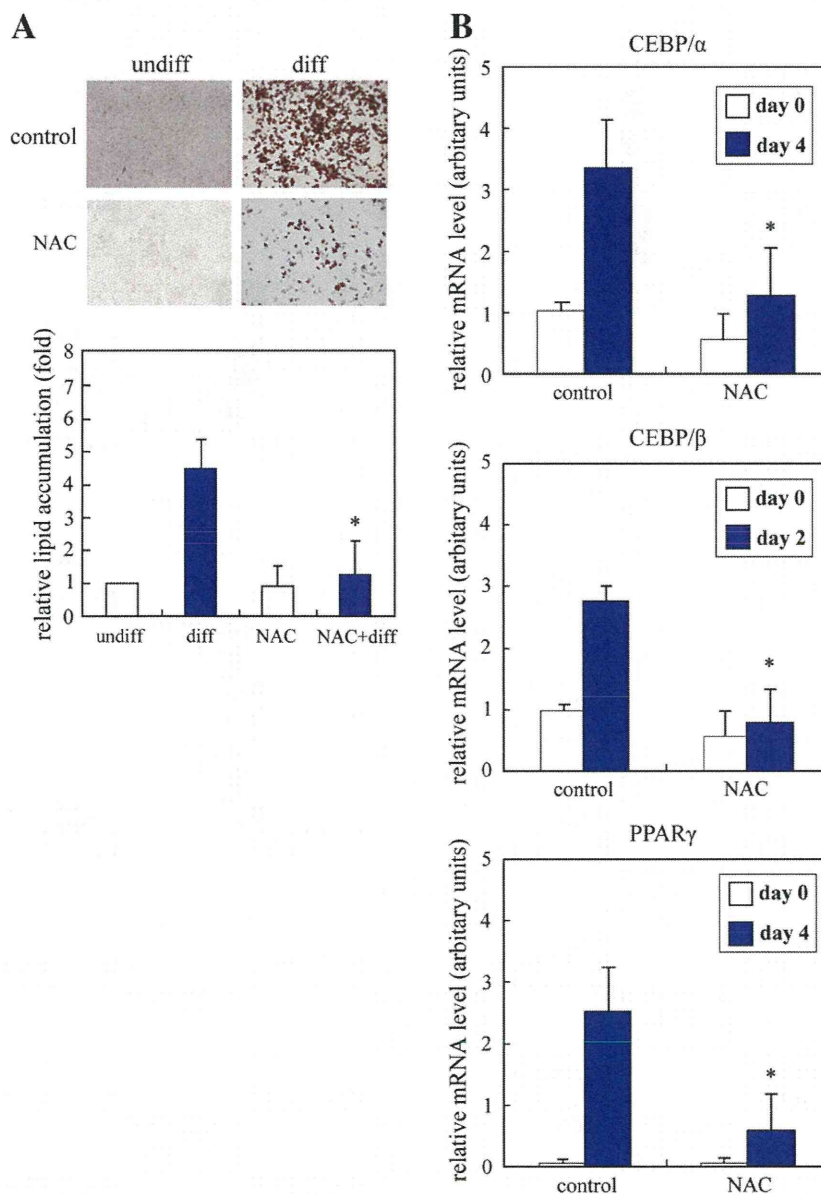 A
undiff diff
control
NAC
relative lipid accumulation (fold)
8
7
6
5
4
3
2
1
0
undiff diff NAC NAC+diff
*
B
CEBP/α
relative mRNA level (arbitary units)
5
4
3
2
1
0
day 0
day 4
*
control NAC
CEBP/β
relative mRNA level (arbitary units)
5
4
3
2
1
0
day 0
day 2
*
control NAC
PPARγ
relative mRNA level (arbitary units)
5
4
3
2
1
0
day 0
day 4
*
control NAC